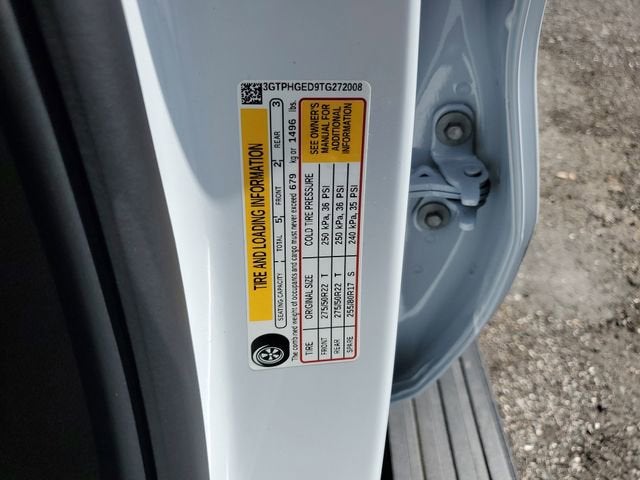 3GTPHGED9TG272008
TIRE AND LOADING INFORMATION
SEATING CAPACITY | TOTAL 5 | FRONT 2 | REAR 3
The combined weight of occupants and cargo must never exceed 679 kg or 1496 lbs.
TIRE ORIGINAL SIZE COLD TIRE PRESSURE
FRONT 275/50R22 T 250 kPa, 36 PSI
REAR 275/50R22 T 250 kPa, 36 PSI
SPARE 255/80R17 S 240 kPa, 35 PSI
SEE OWNER'S
MANUAL FOR
ADDITIONAL
INFORMATION